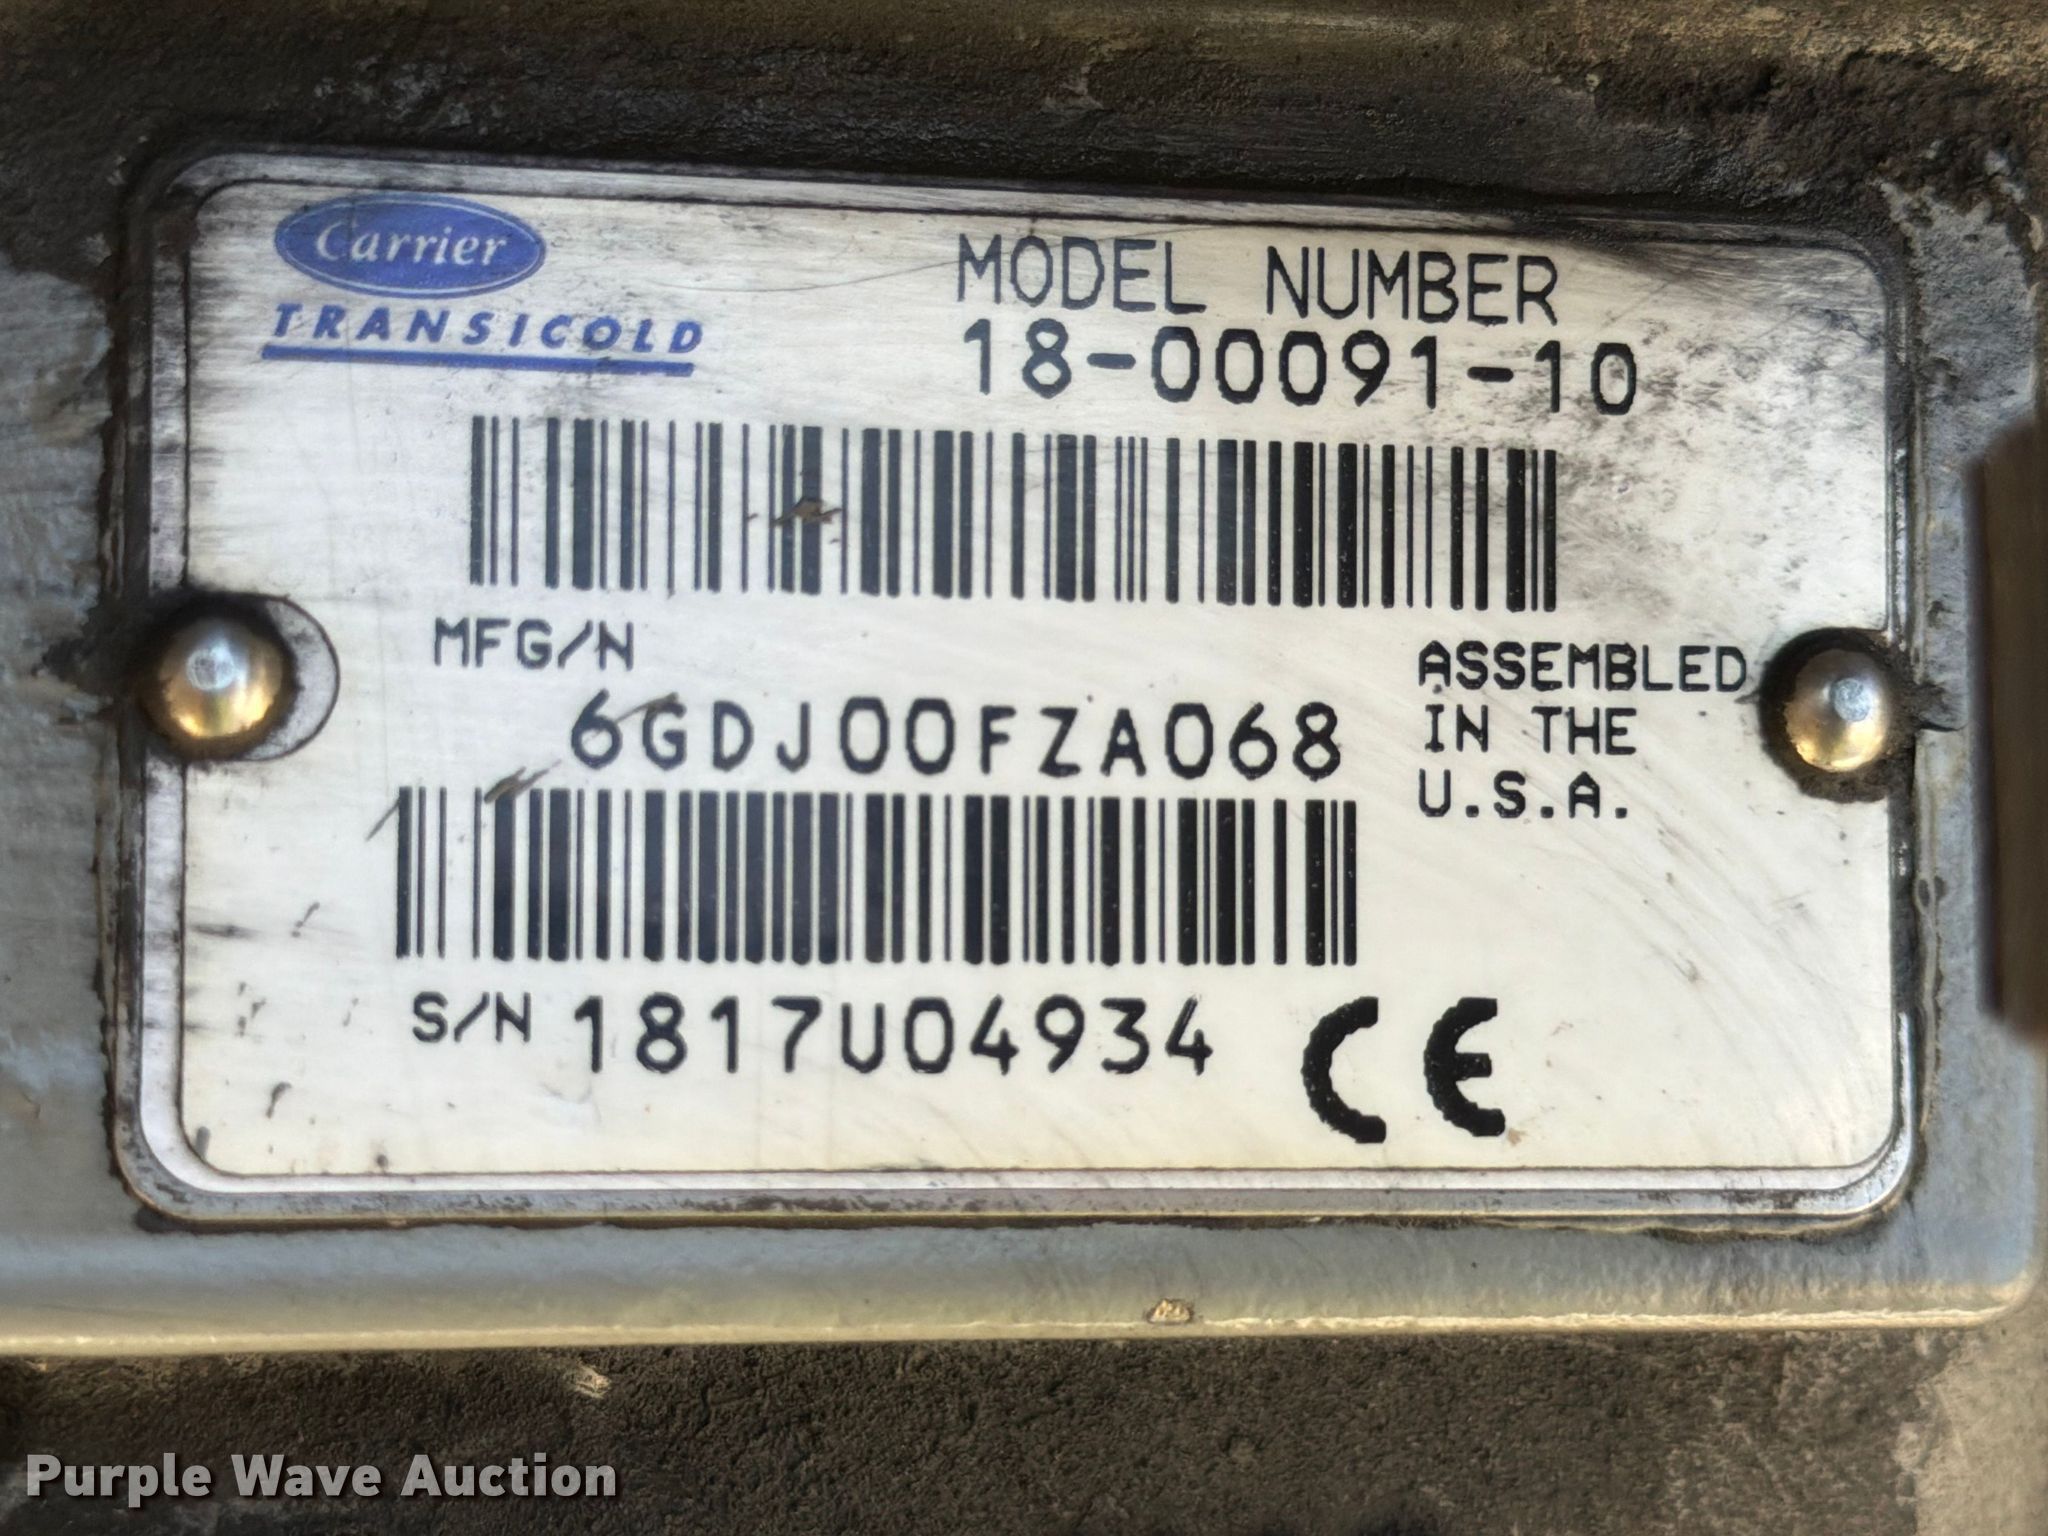 Carrier
TRANSICOLD
MODEL NUMBER
18-00091-10
MFG/N
6GDJ00FZA068
ASSEMBLED
IN THE
U.S.A.
S/N 1817U04934
CE
Purple Wave Auction